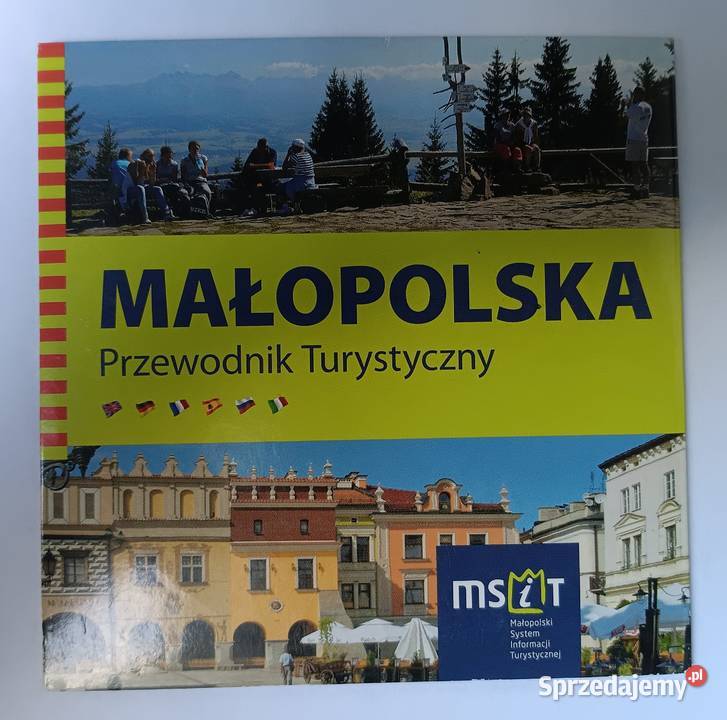 MAŁOPOLSKA
Przewodnik Turystyczny
msiT
Małopolski
System
Informacji
Turystycznej
Sprzedajemy.pl